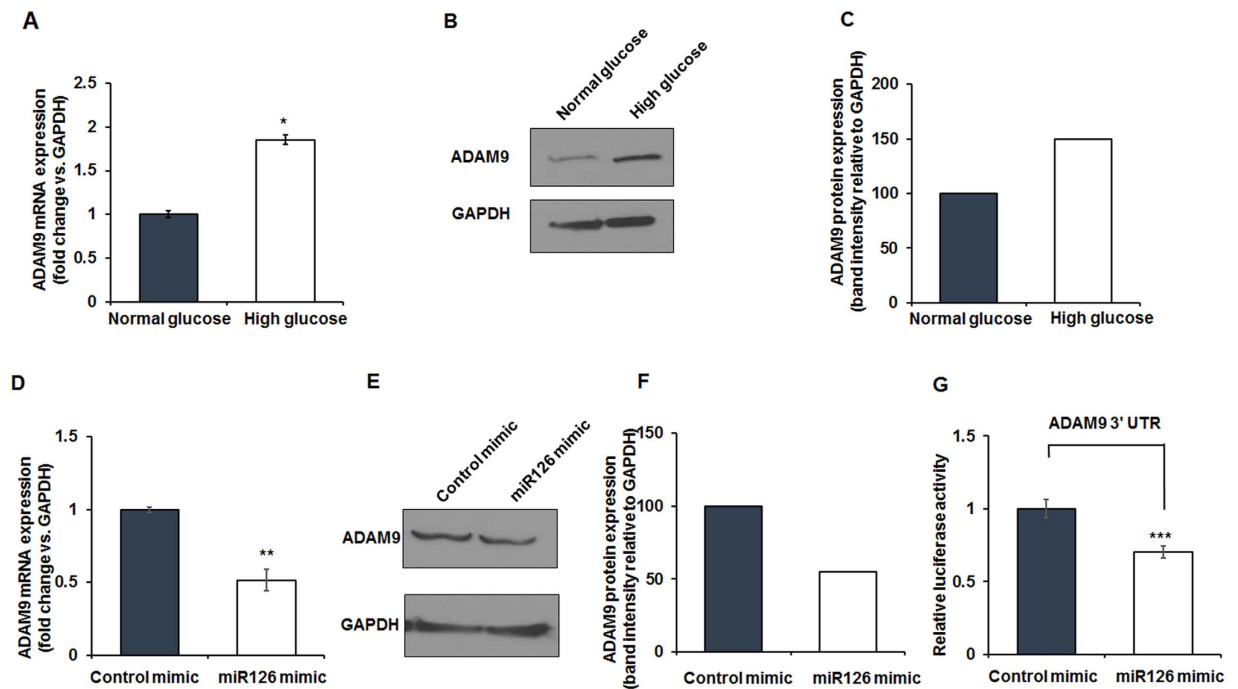 A
ADAM9 mRNA expression
(fold change vs. GAPDH)
2.5
2
1.5
1
0.5
0
Normal glucose
High glucose
*
B
Normal glucose
High glucose
ADAM9
GAPDH
C
ADAM9 protein expression
(band intensity relative to GAPDH)
200
150
100
50
0
Normal glucose
High glucose
D
ADAM9 mRNA expression
(fold change vs. GAPDH)
1.5
1
0.5
0
**
Control mimic
miR126 mimic
E
Control mimic
miR126 mimic
ADAM9
GAPDH
F
ADAM9 protein expression
(band intensity relative to GAPDH)
150
100
50
0
Control mimic
miR126 mimic
G
ADAM9 3' UTR
Relative luciferase activity
1.5
1
0.5
0
***
Control mimic
miR126 mimic